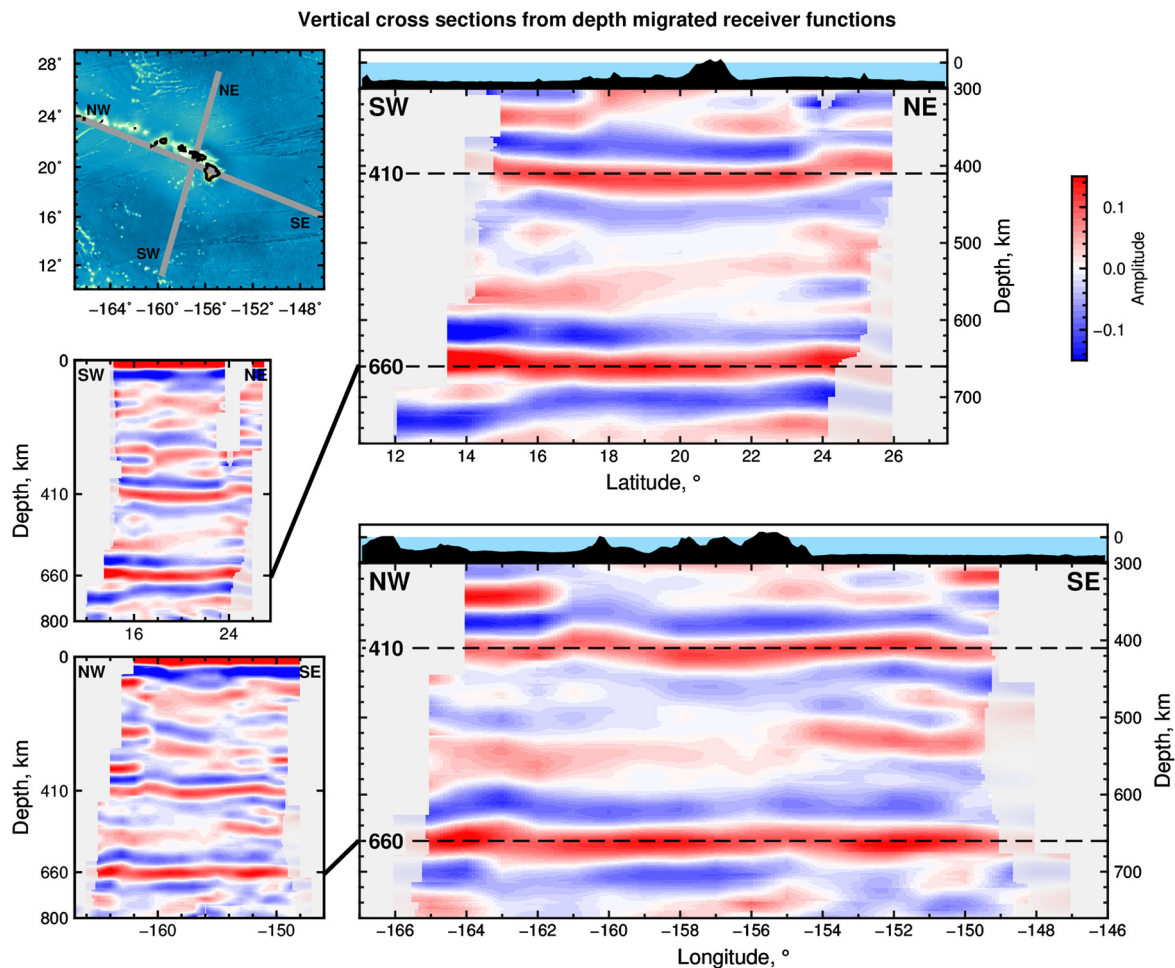 Vertical cross sections from depth migrated receiver functions
28°
24°
20°
16°
12°
NW
NE
SW
SE
−164° −160° −156° −152° −148°
SW
NE
0
300
400
500
600
700
Depth, km
410
660
12 14 16 18 20 22 24 26
Latitude, °
0.1
0.0
−0.1
Amplitude
0
410
660
800
Depth, km
SW
NE
16 24
0
410
660
800
Depth, km
NW
SE
−160 −150
NW
SE
0
300
400
500
600
700
Depth, km
410
660
−166 −164 −162 −160 −158 −156 −154 −152 −150 −148 −146
Longitude, °